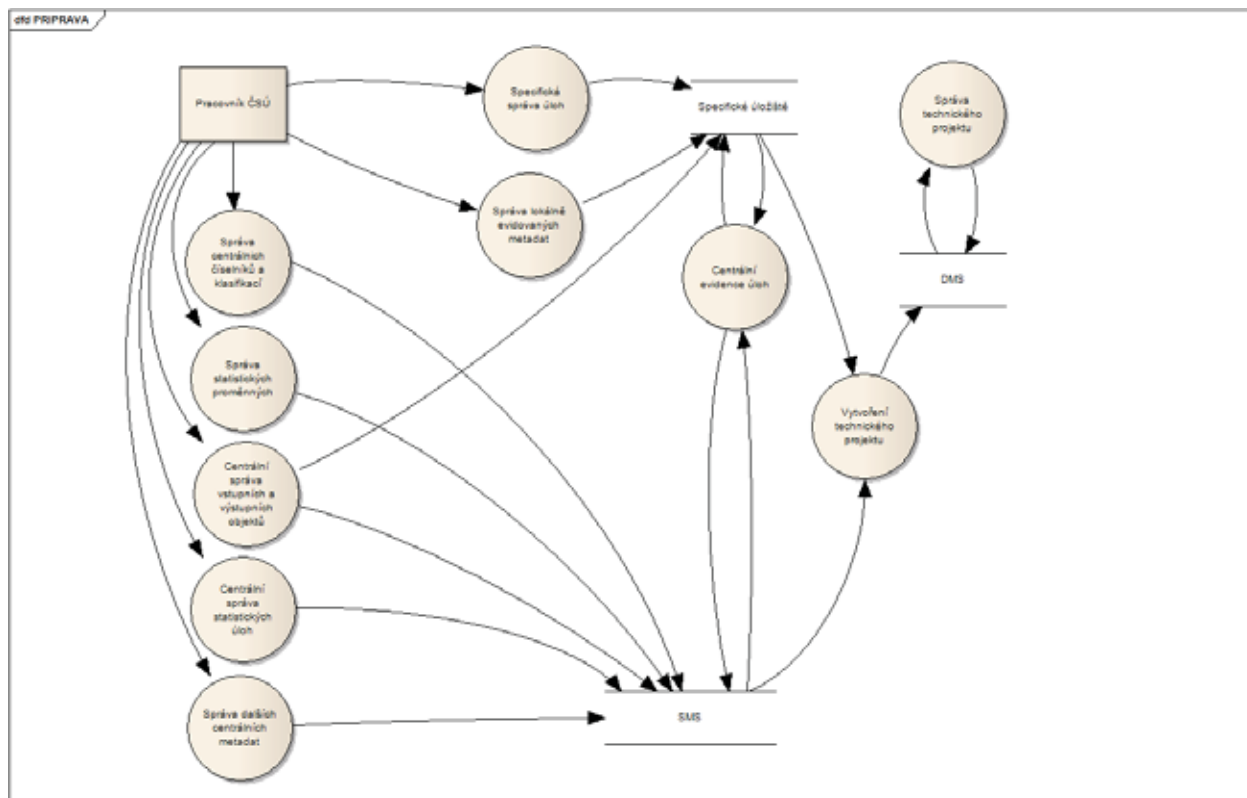 dfd PRIPRAVA
Pracovník ČSÚ
Specifická
správa úloh
Specifické úložiště
Správa
technického
projektu
Správa lokálně
evidovaných
metadat
Správa
centrálních
číselníků a
klasifikací
Centrální
evidence úloh
DMS
Správa
statistických
proměnných
Vytvoření
technického
projektu
Centrální
správa
vstupních a
výstupních
objektů
Centrální
správa
statistických
úloh
Správa dalších
centrálních
metadat
SMS